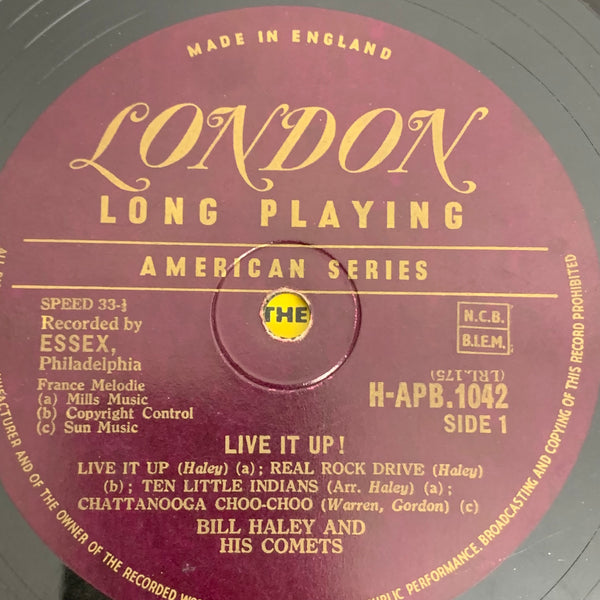 MADE IN ENGLAND
LONDON
LONG PLAYING
AMERICAN SERIES
SPEED 33-⅓
Recorded by
ESSEX,
Philadelphia
France Melodie
(a) Mills Music
(b) Copyright Control
(c) Sun Music
THE
N.C.B.
B.I.E.M.
(LRL.175)
H-APB.1042
SIDE 1
LIVE IT UP!
LIVE IT UP (Haley) (a); REAL ROCK DRIVE (Haley)
(b); TEN LITTLE INDIANS (Arr. Haley) (a);
CHATTANOOGA CHOO-CHOO (Warren, Gordon) (c)
BILL HALEY AND
HIS COMETS
AND OF THE OWNER OF THE RECORDED
PUBLIC PERFORMANCE, BROADCASTING AND COPYING OF THIS RECORD PROHIBITED